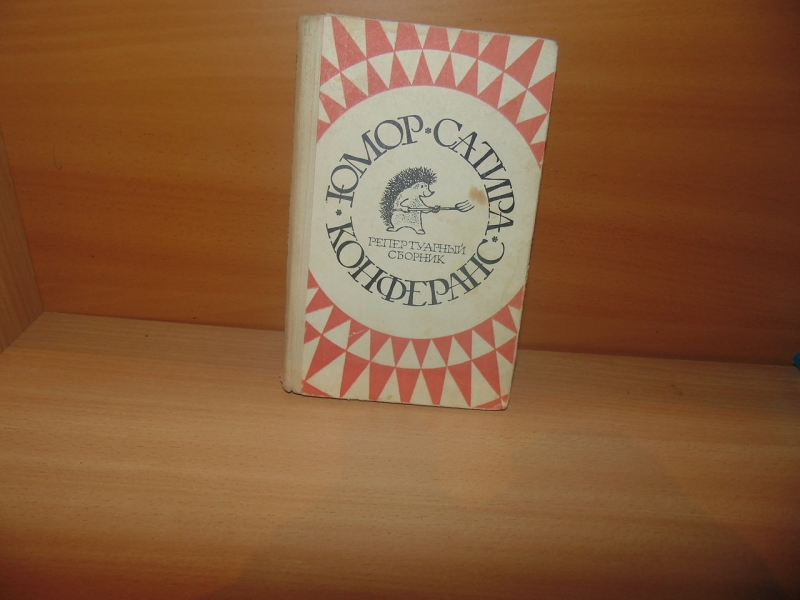 ЮМОР * САТИРА *
КОНФЕРАНС *
РЕПЕРТУАРНЫЙ
СБОРНИК